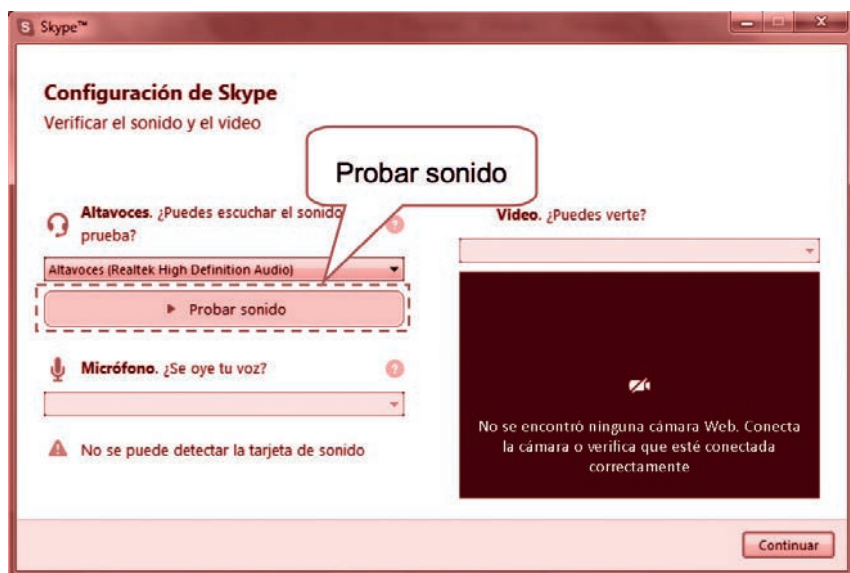 Skype™
Configuración de Skype
Verificar el sonido y el video
Probar sonido
Altavoces. ¿Puedes escuchar el sonido
prueba?
?
Altavoces (Realtek High Definition Audio)
Probar sonido
Micrófono. ¿Se oye tu voz?
?
No se puede detectar la tarjeta de sonido
Video. ¿Puedes verte?
No se encontró ninguna cámara Web. Conecta
la cámara o verifica que esté conectada
correctamente
Continuar